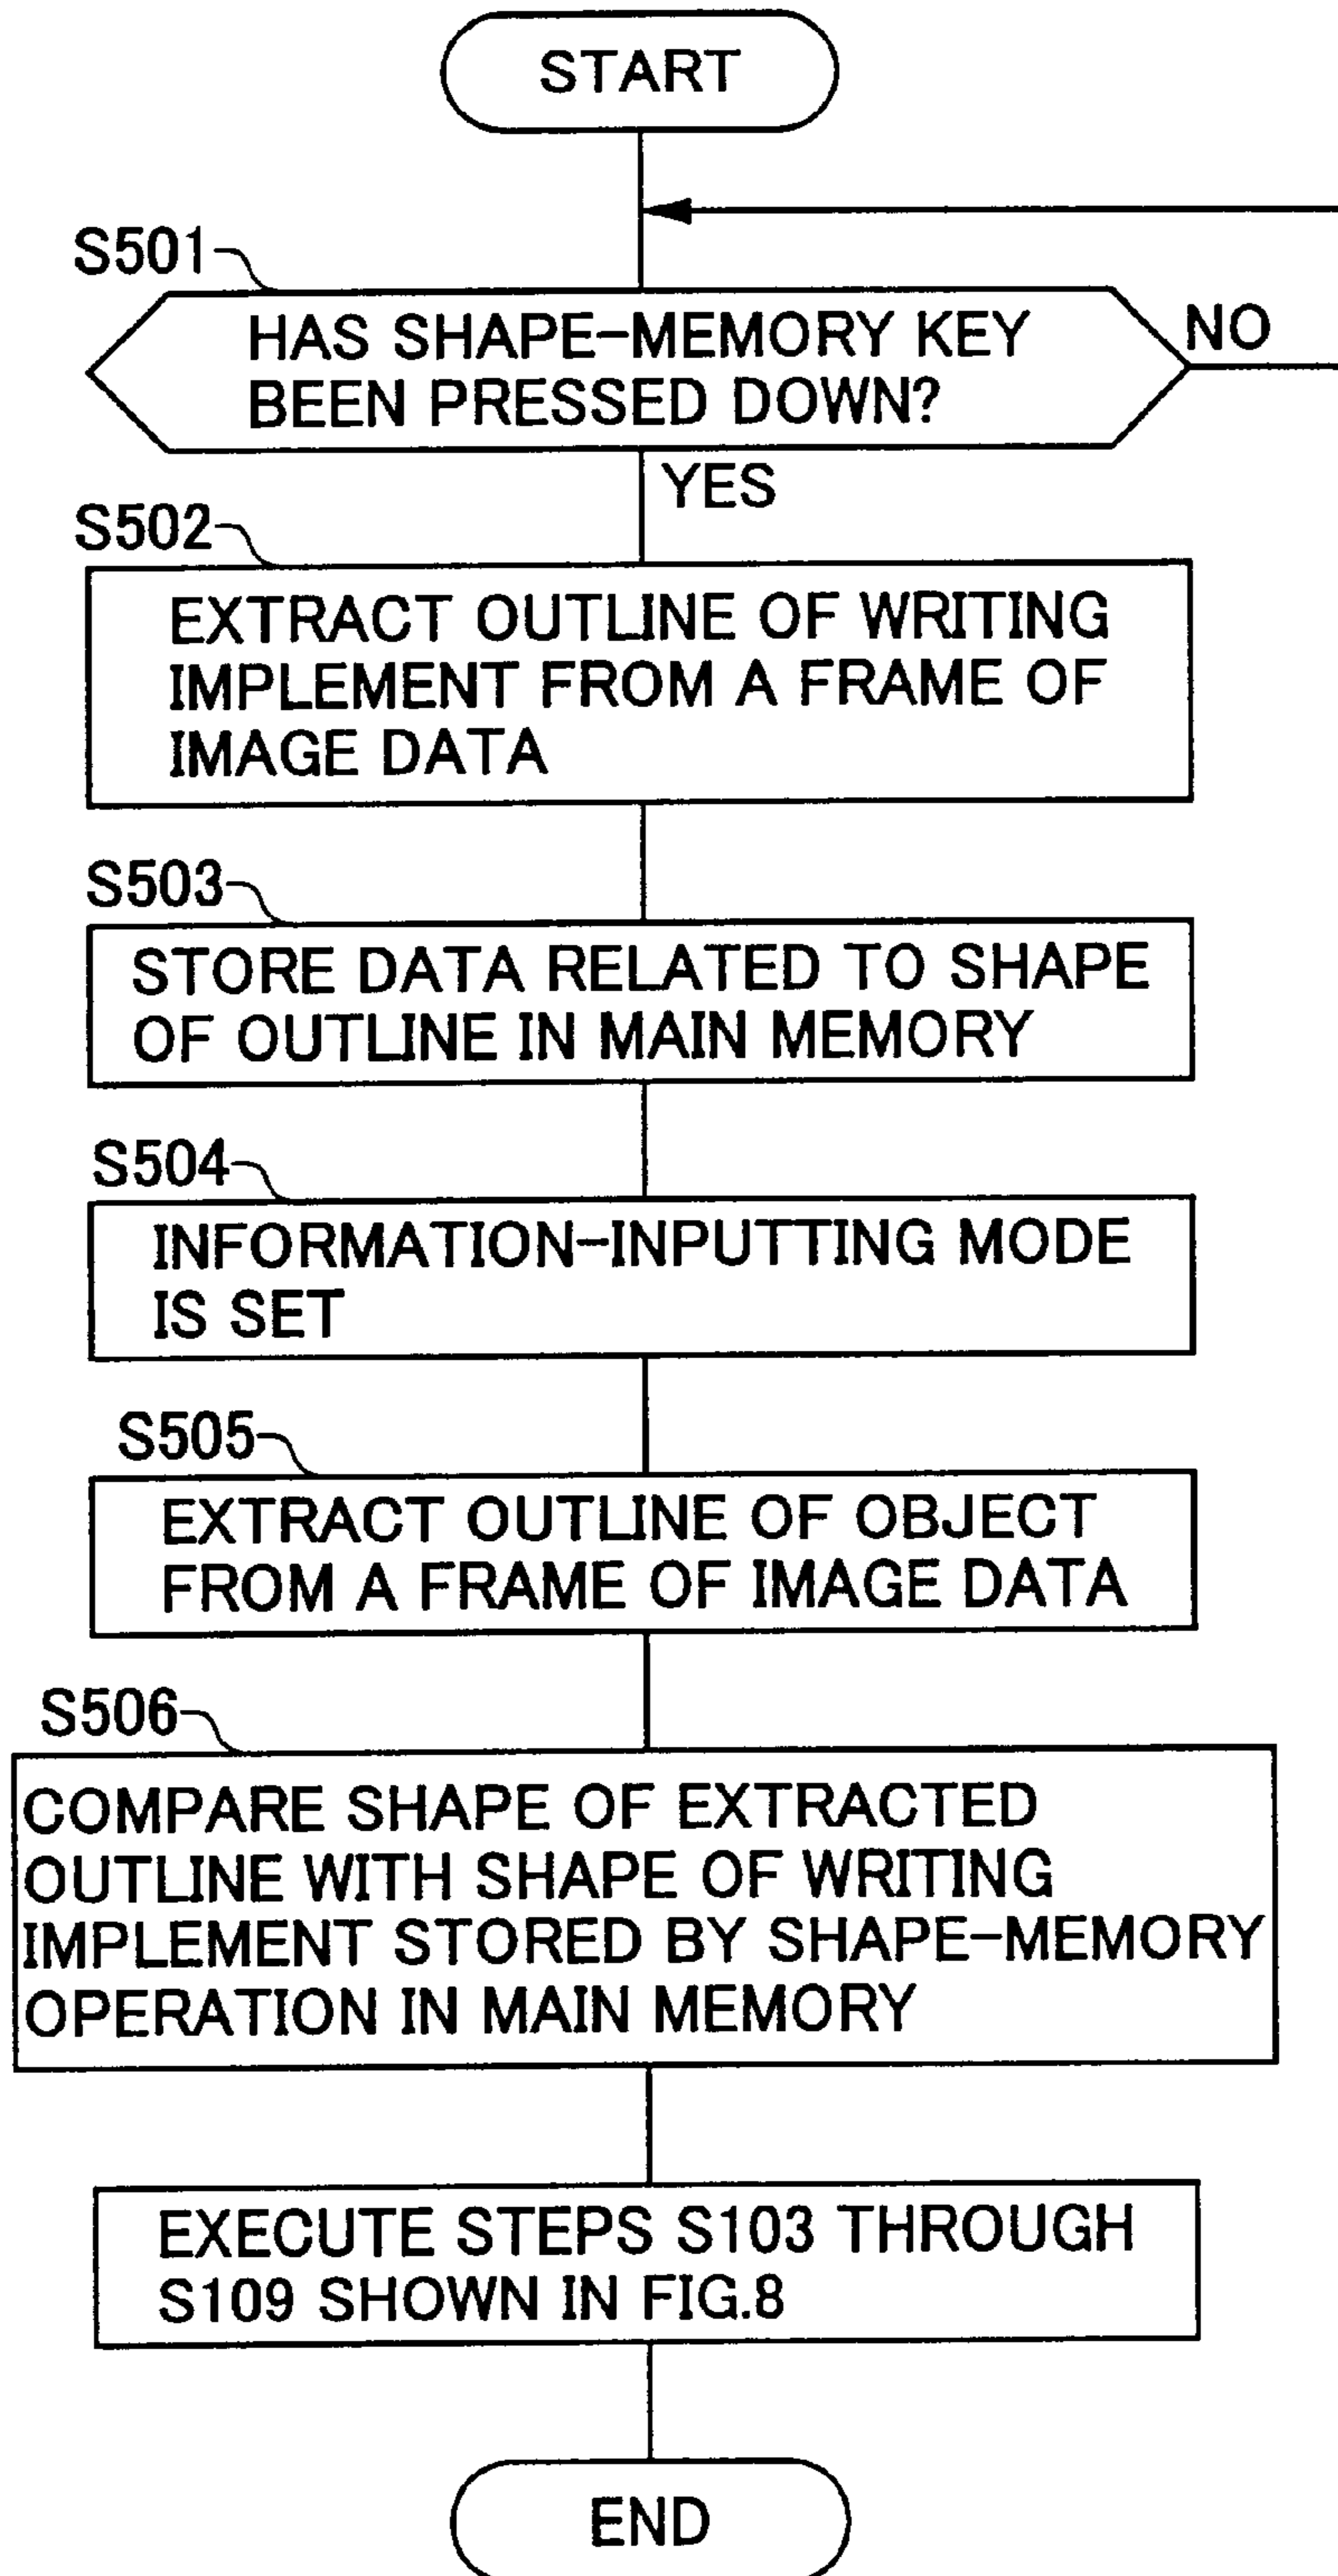 START
S501
HAS SHAPE-MEMORY KEY
BEEN PRESSED DOWN?
NO
YES
S502
EXTRACT OUTLINE OF WRITING
IMPLEMENT FROM A FRAME OF
IMAGE DATA
S503
STORE DATA RELATED TO SHAPE
OF OUTLINE IN MAIN MEMORY
S504
INFORMATION-INPUTTING MODE
IS SET
S505
EXTRACT OUTLINE OF OBJECT
FROM A FRAME OF IMAGE DATA
S506
COMPARE SHAPE OF EXTRACTED
OUTLINE WITH SHAPE OF WRITING
IMPLEMENT STORED BY SHAPE-MEMORY
OPERATION IN MAIN MEMORY
EXECUTE STEPS S103 THROUGH
S109 SHOWN IN FIG.8
END